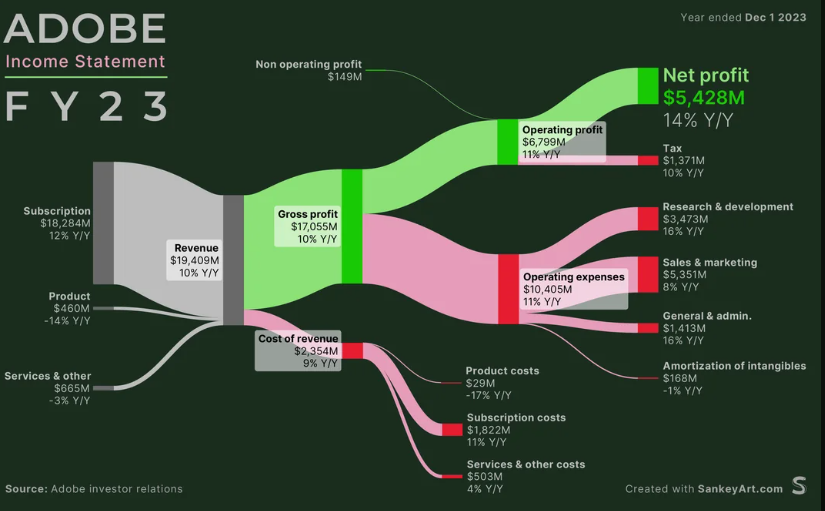 ADOBE
Income Statement
FY23
Year ended Dec 1 2023
Non operating profit
$149M
Net profit
$5,428M
14% Y/Y
Operating profit
$6,799M
11% Y/Y
Tax
$1,371M
10% Y/Y
Subscription
$18,284M
12% Y/Y
Gross profit
$17,055M
10% Y/Y
Research & development
$3,473M
16% Y/Y
Revenue
$19,409M
10% Y/Y
Operating expenses
$10,405M
11% Y/Y
Sales & marketing
$5,351M
8% Y/Y
Product
$460M
-14% Y/Y
General & admin.
$1,413M
16% Y/Y
Cost of revenue
$2,354M
9% Y/Y
Amortization of intangibles
$168M
-1% Y/Y
Services & other
$665M
-3% Y/Y
Product costs
$29M
-17% Y/Y
Subscription costs
$1,822M
11% Y/Y
Services & other costs
$503M
4% Y/Y
Source: Adobe investor relations
Created with SankeyArt.com